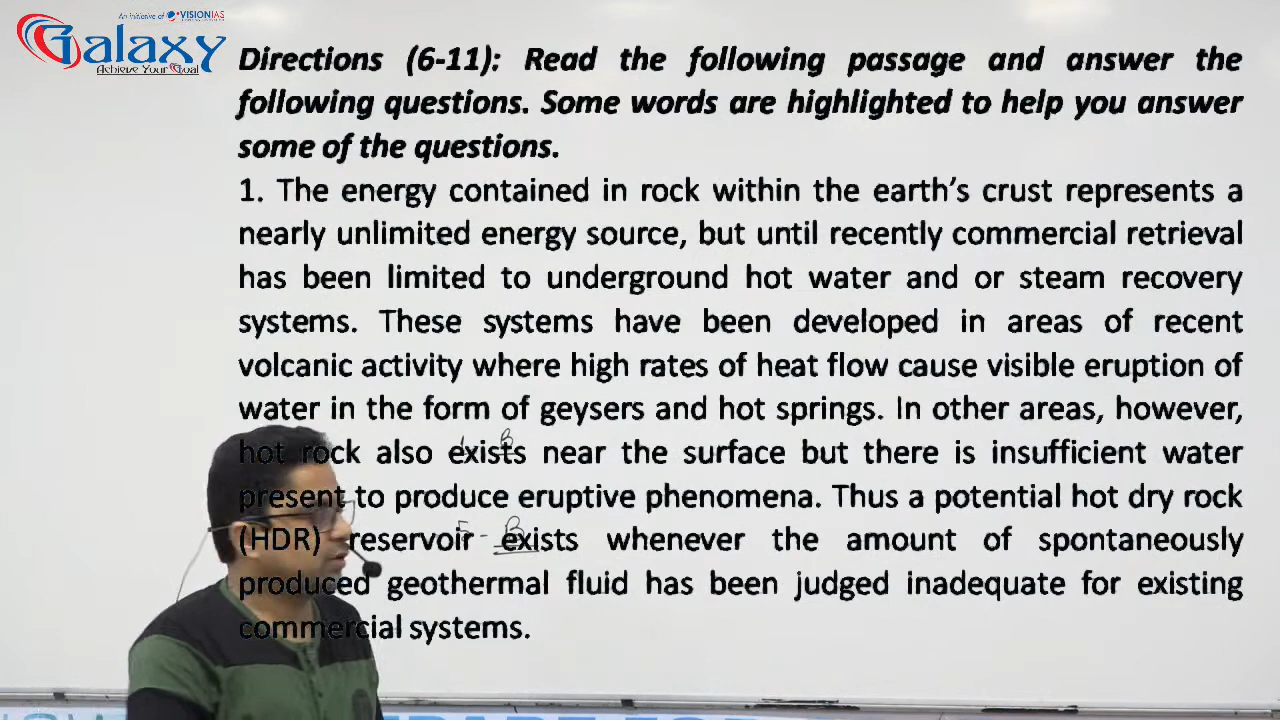 An initiative of VISIONIAS
Galaxy
Achieve Your Goal
Directions (6-11): Read the following passage and answer the
following questions. Some words are highlighted to help you answer
some of the questions.
1. The energy contained in rock within the earth’s crust represents a
nearly unlimited energy source, but until recently commercial retrieval
has been limited to underground hot water and or steam recovery
systems. These systems have been developed in areas of recent
volcanic activity where high rates of heat flow cause visible eruption of
water in the form of geysers and hot springs. In other areas, however,
hot rock also exists near the surface but there is insufficient water
present to produce eruptive phenomena. Thus a potential hot dry rock
(HDR) reservoir exists whenever the amount of spontaneously
produced geothermal fluid has been judged inadequate for existing
commercial systems.
B
5 - B